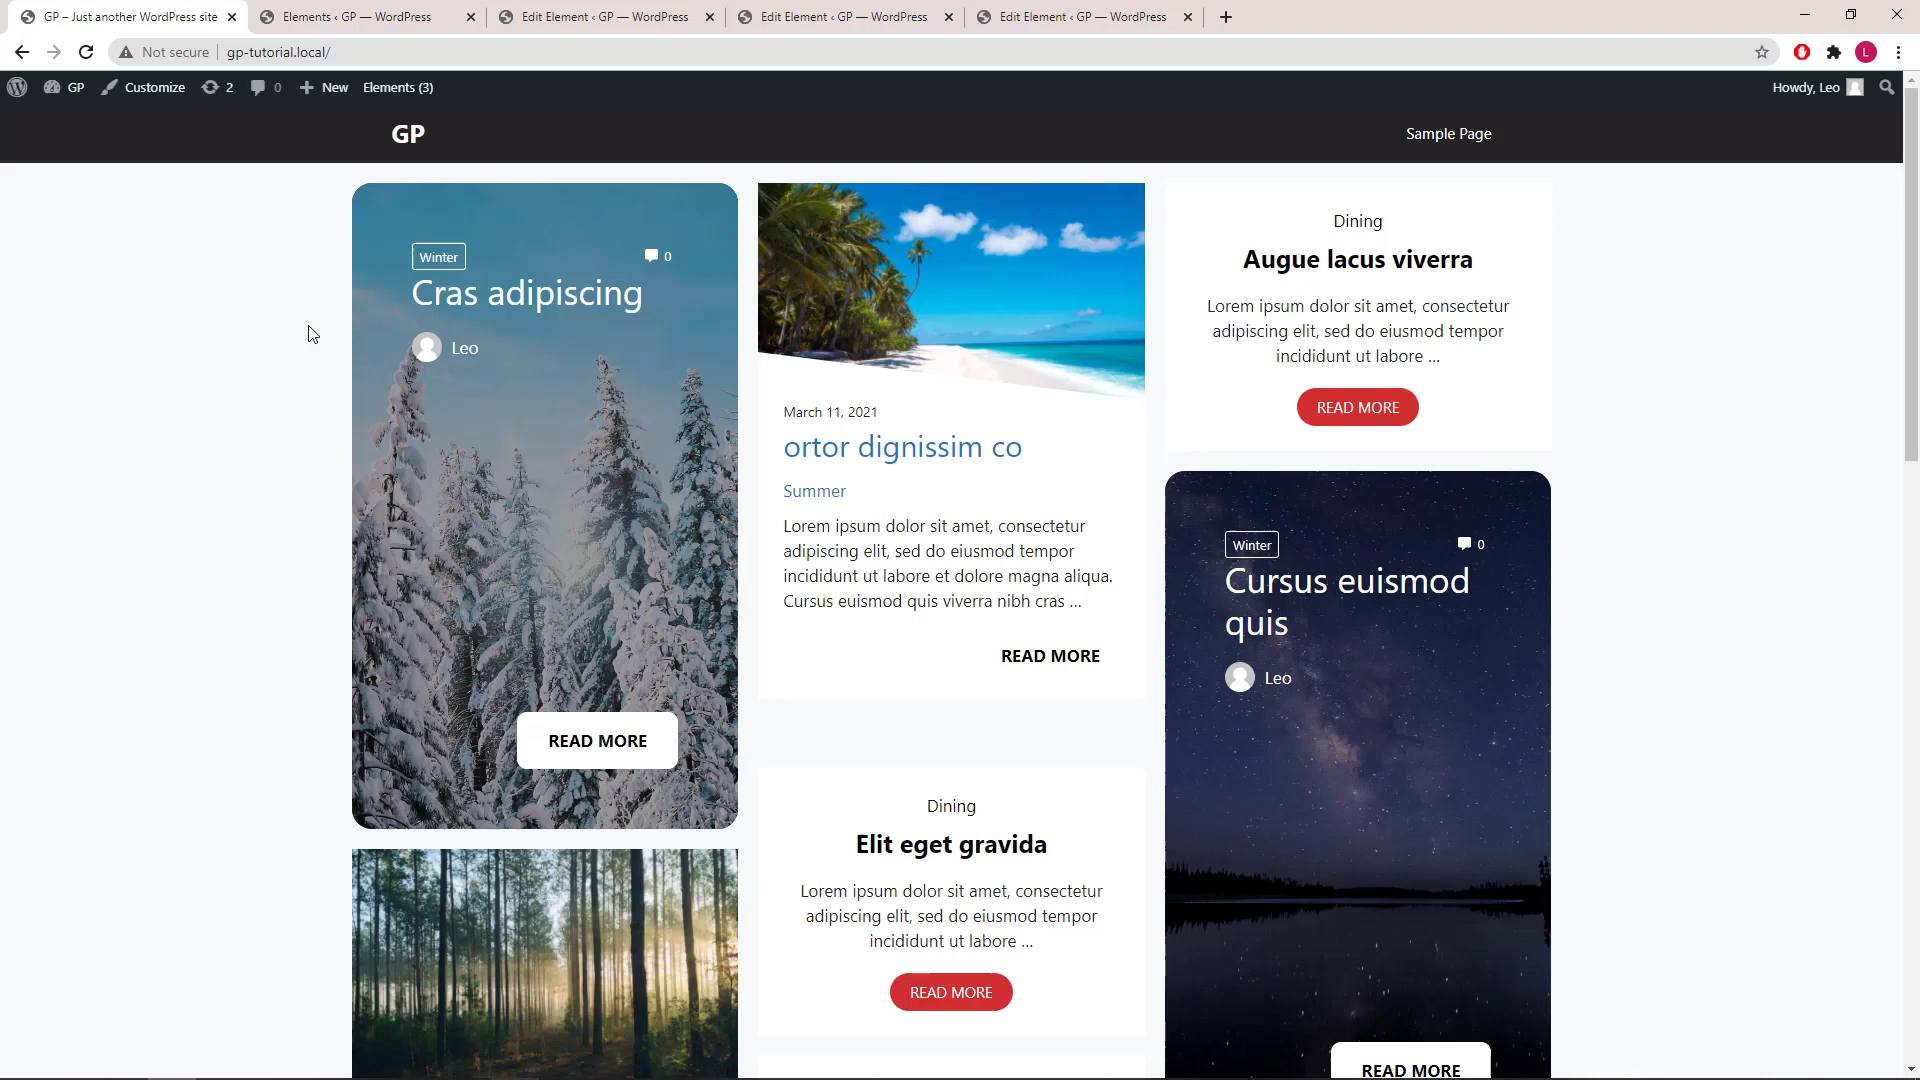 GP – Just another WordPress site
Elements ‹ GP — WordPress
Edit Element ‹ GP — WordPress
Edit Element ‹ GP — WordPress
Edit Element ‹ GP — WordPress
Not secure
gp-tutorial.local/
L
GP
Customize
2
0
New
Elements (3)
Howdy, Leo
GP
Sample Page
Winter
0
Cras adipiscing
Leo
READ MORE
March 11, 2021
ortor dignissim co
Summer
Lorem ipsum dolor sit amet, consectetur
adipiscing elit, sed do eiusmod tempor
incididunt ut labore et dolore magna aliqua.
Cursus euismod quis viverra nibh cras ...
READ MORE
Dining
Elit eget gravida
Lorem ipsum dolor sit amet, consectetur
adipiscing elit, sed do eiusmod tempor
incididunt ut labore ...
READ MORE
Dining
Augue lacus viverra
Lorem ipsum dolor sit amet, consectetur
adipiscing elit, sed do eiusmod tempor
incididunt ut labore ...
READ MORE
Winter
0
Cursus euismod
quis
Leo
READ MORE